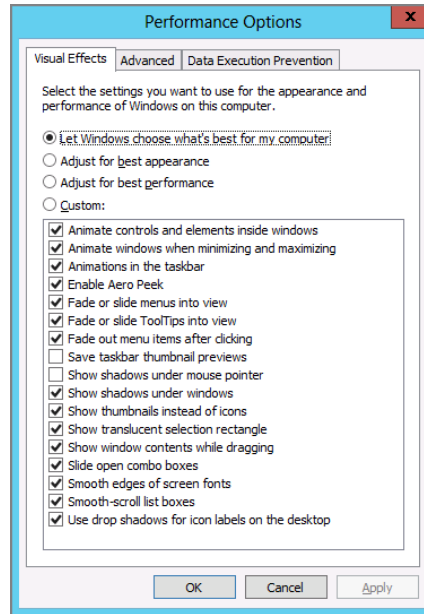 Performance Options
x
Visual Effects Advanced Data Execution Prevention
Select the settings you want to use for the appearance and
performance of Windows on this computer.
Let Windows choose what's best for my computer
Adjust for best appearance
Adjust for best performance
Custom:
Animate controls and elements inside windows
Animate windows when minimizing and maximizing
Animations in the taskbar
Enable Aero Peek
Fade or slide menus into view
Fade or slide ToolTips into view
Fade out menu items after clicking
Save taskbar thumbnail previews
Show shadows under mouse pointer
Show shadows under windows
Show thumbnails instead of icons
Show translucent selection rectangle
Show window contents while dragging
Slide open combo boxes
Smooth edges of screen fonts
Smooth-scroll list boxes
Use drop shadows for icon labels on the desktop
OK Cancel Apply